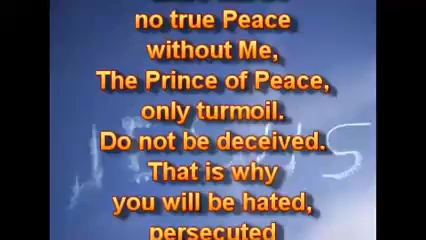 no true Peace
without Me,
The Prince of Peace,
only turmoil.
Do not be deceived.
That is why
you will be hated,
persecuted